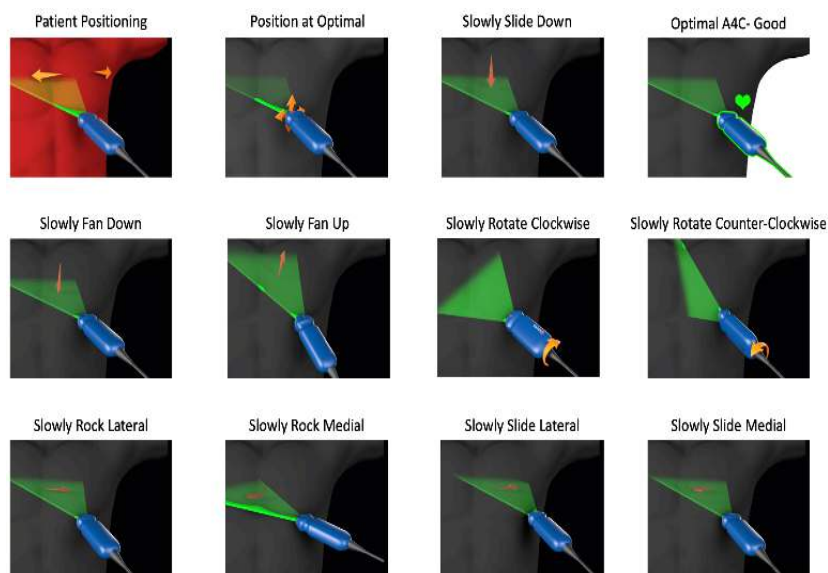 Patient Positioning
Position at Optimal
Slowly Slide Down
Optimal A4C- Good
Slowly Fan Down
Slowly Fan Up
Slowly Rotate Clockwise
Slowly Rotate Counter-Clockwise
Slowly Rock Lateral
Slowly Rock Medial
Slowly Slide Lateral
Slowly Slide Medial